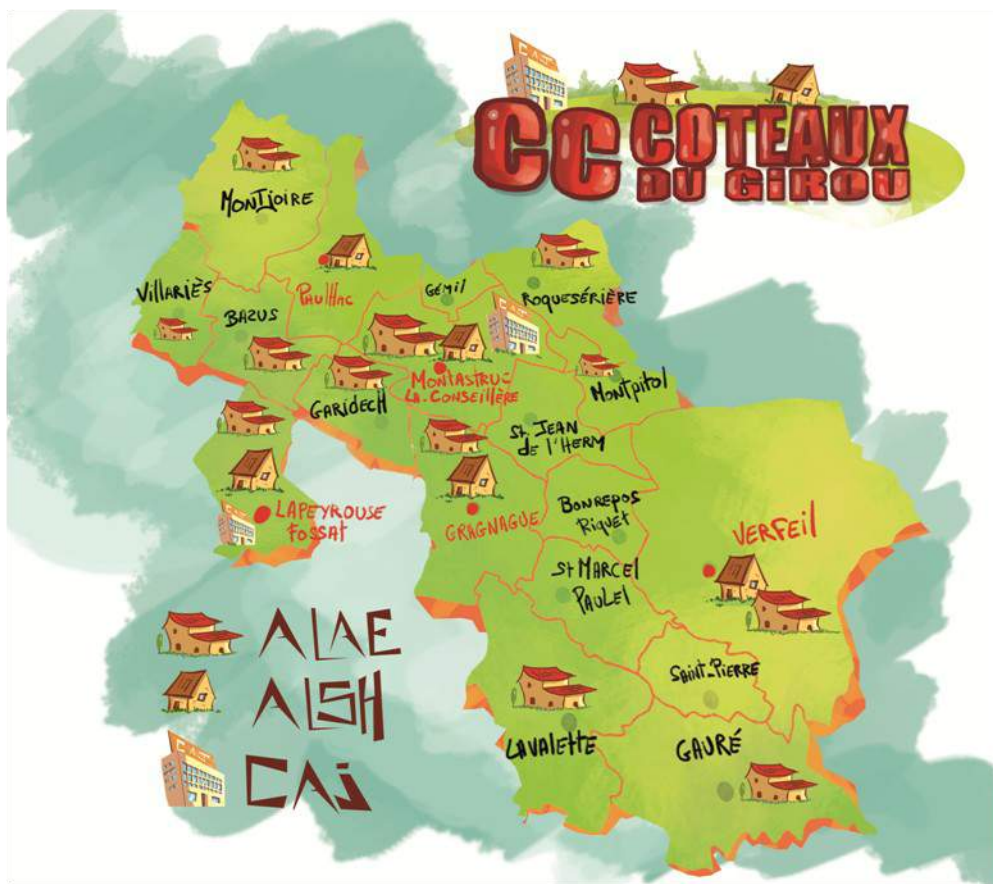 CC COTEAUX
DU GIROU
MONTJOIRE
VILLARIÈS
BAZUS
PAULHAC
GÉMIL
ROQUESÉRIÈRE
GARIDECH
MONTASTRUC
LA-CONSEILLÈRE
MONTPITOL
St JEAN
de l'HERM
LAPEYROUSE
FOSSAT
GRAGNAGUE
BONREPOS
RIQUET
VERFEIL
St MARCEL
PAULEL
SAINT-PIERRE
LAVALETTE
GAURÉ
ALAE
ALSH
CAJ